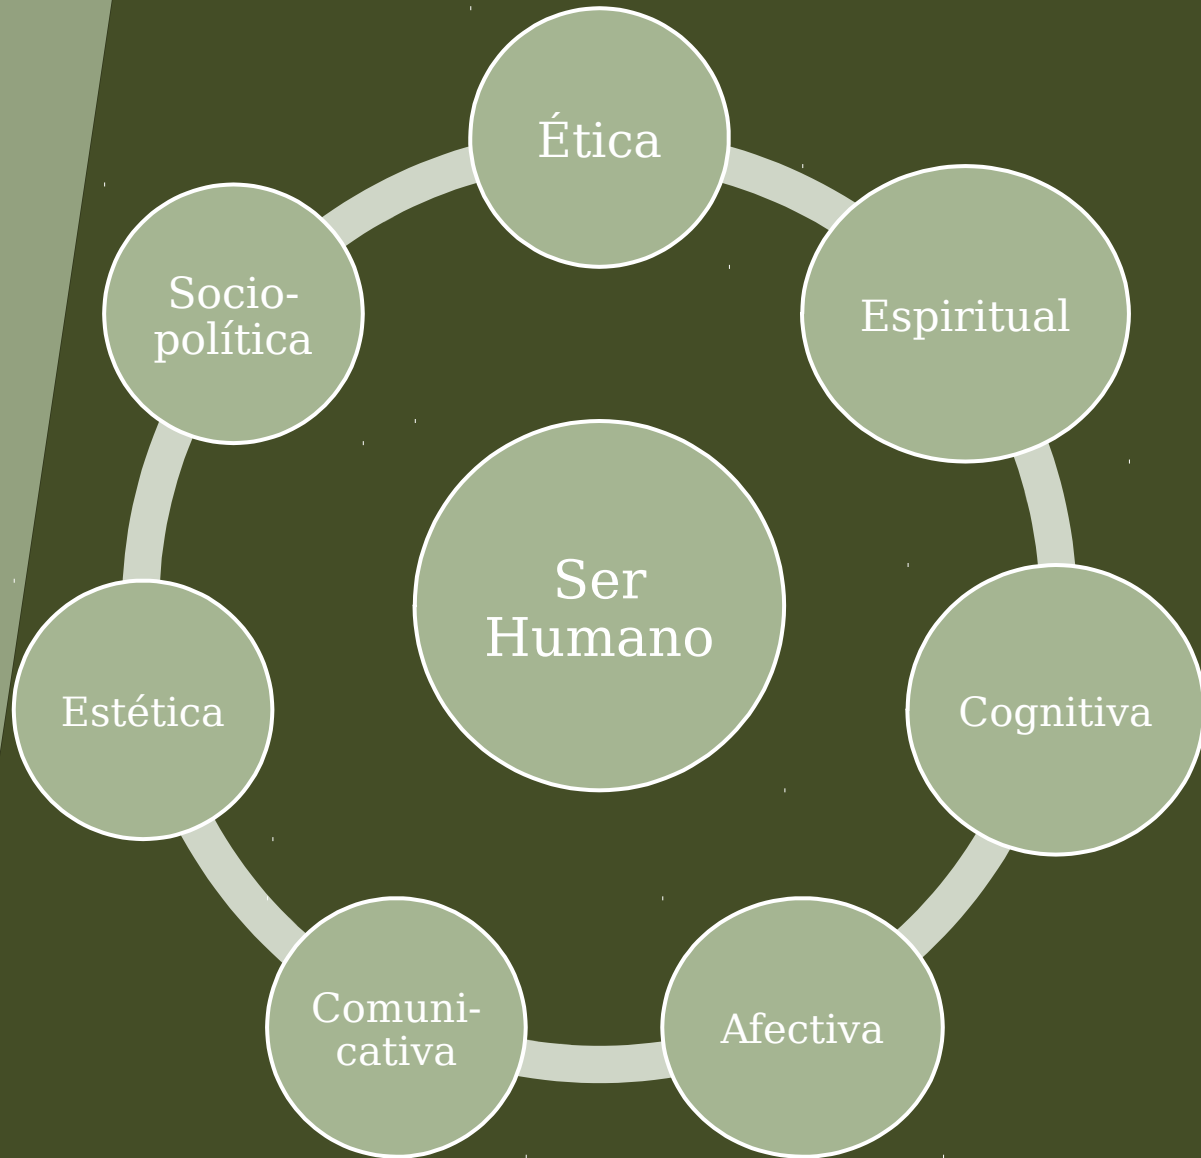 Ética
Espiritual
Cognitiva
Afectiva
Comuni-
cativa
Estética
Socio-
política
Ser
Humano